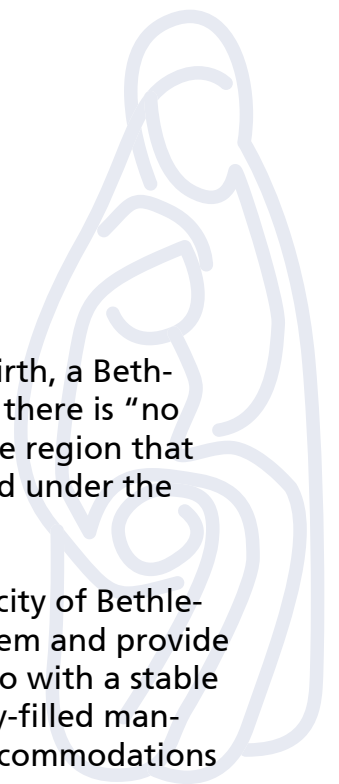 irth, a Beth-
there is “no
e region that
d under the
city of Bethle-
em and provide
o with a stable
y-filled man-
commodations